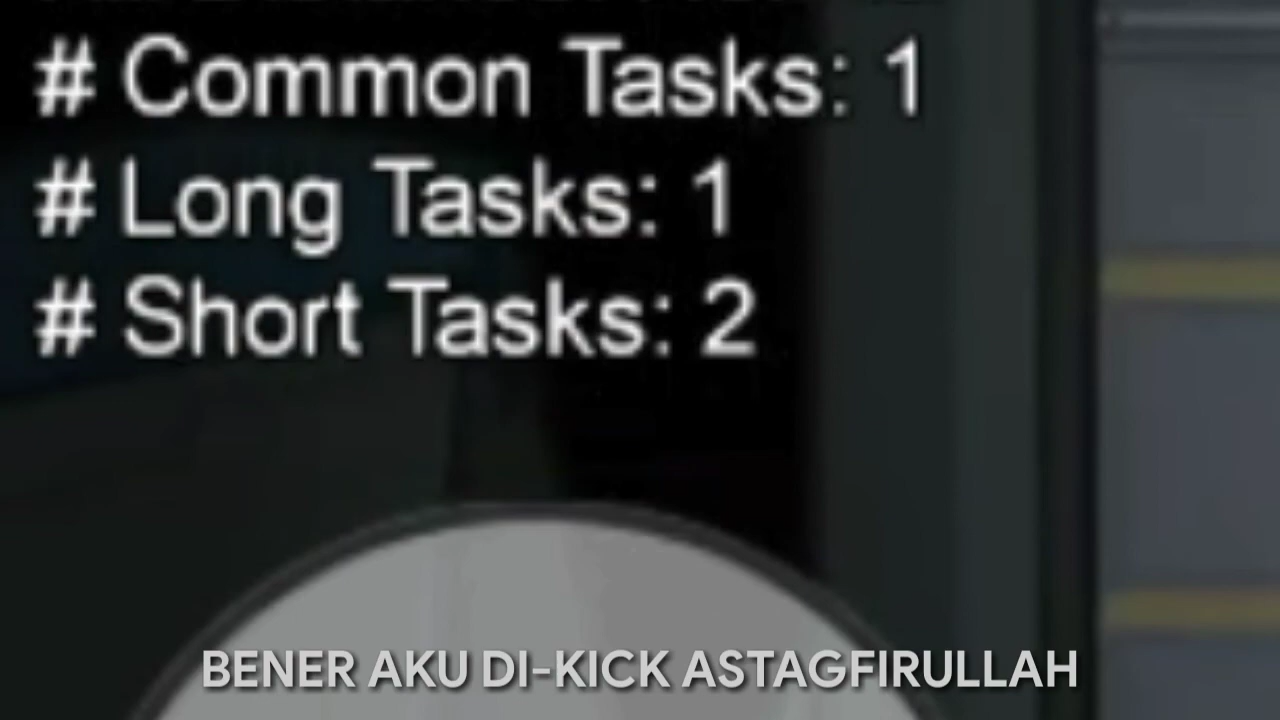 # Common Tasks: 1
# Long Tasks: 1
# Short Tasks: 2
BENER AKU DI-KICK ASTAGFIRULLAH